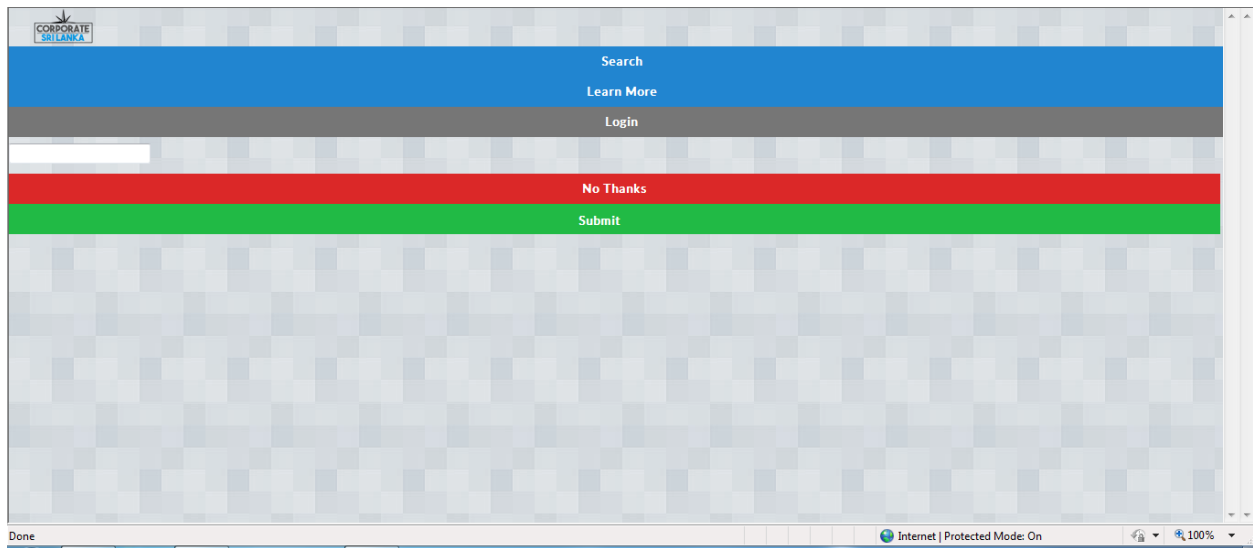 CORPORATE
SRI LANKA
Search
Learn More
Login
No Thanks
Submit
Done
Internet | Protected Mode: On
100%